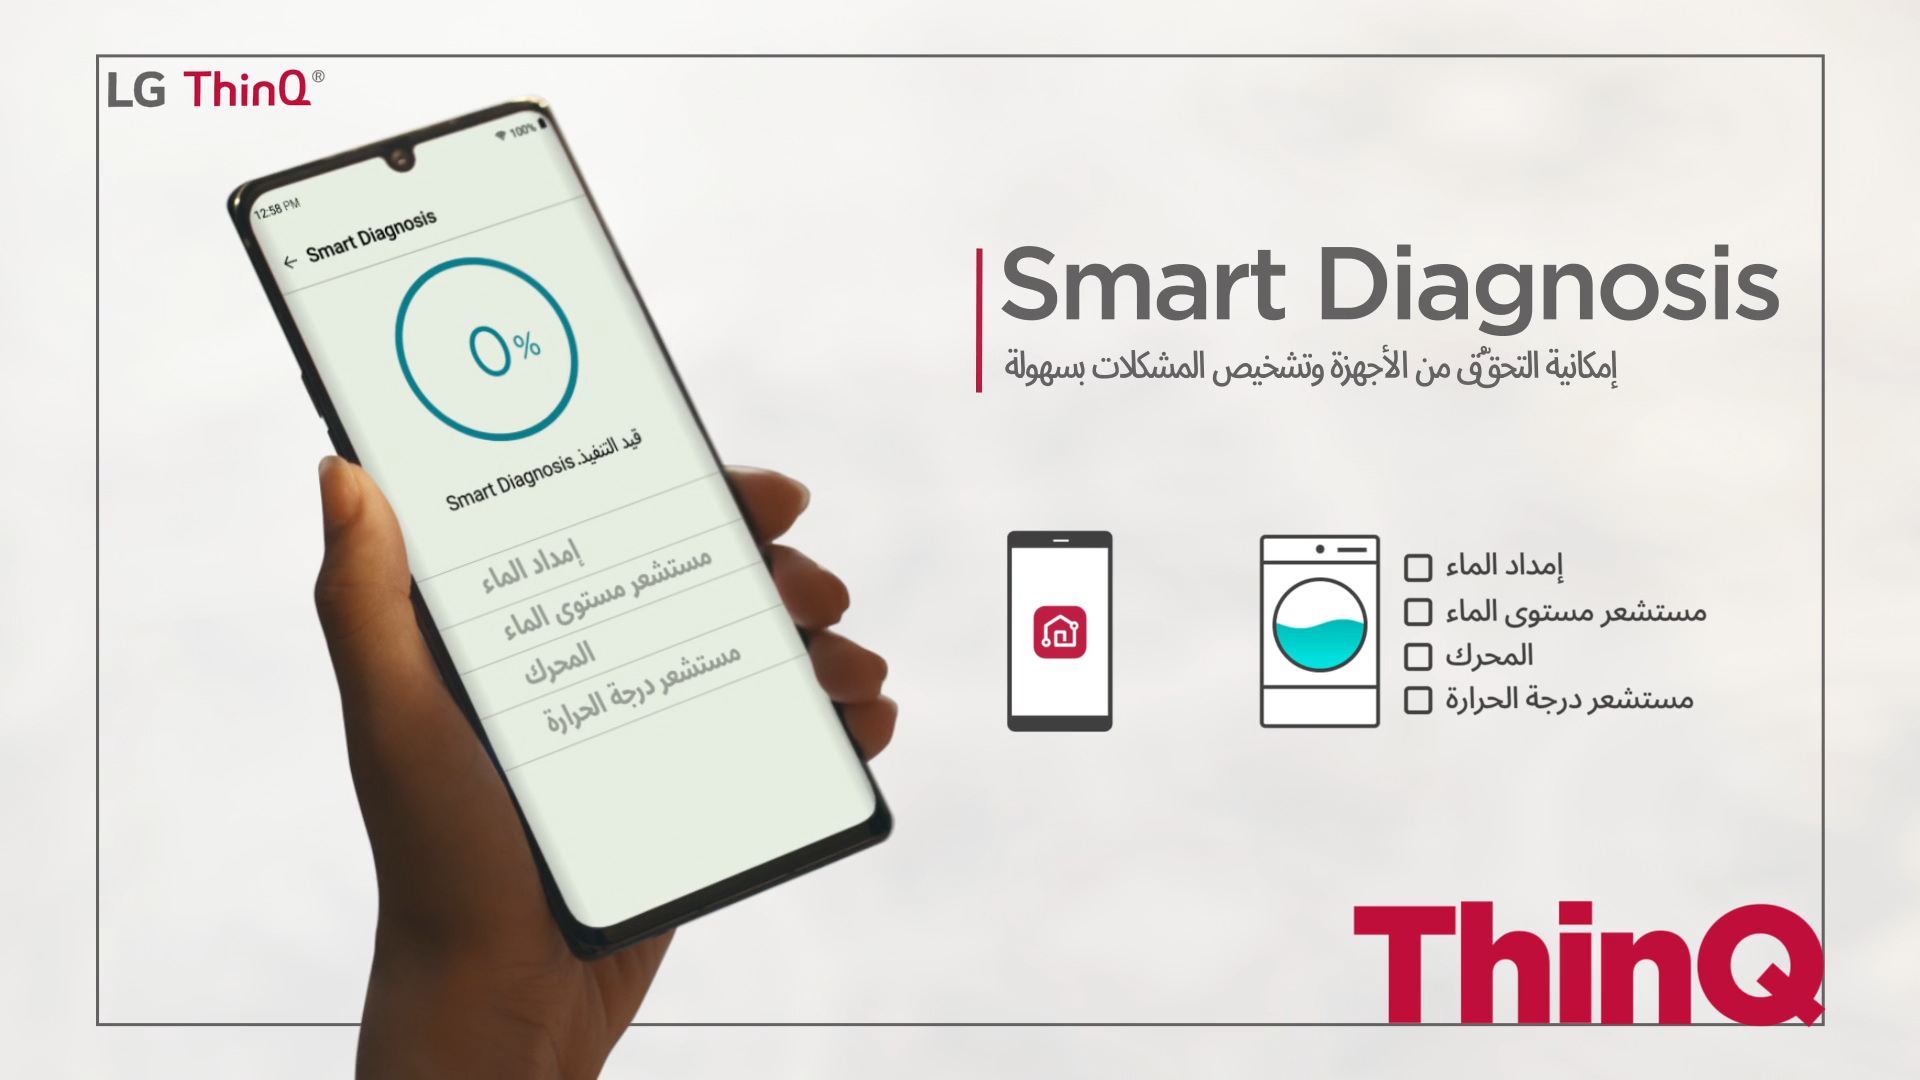 LG ThinQ®
12:58 PM
100%
← Smart Diagnosis
0%
Smart Diagnosis قيد التنفيذ.
إمداد الماء
مستشعر مستوى الماء
المحرك
مستشعر درجة الحرارة
Smart Diagnosis
إمكانية التحقّق من الأجهزة وتشخيص المشكلات بسهولة
إمداد الماء
مستشعر مستوى الماء
المحرك
مستشعر درجة الحرارة
ThinQ